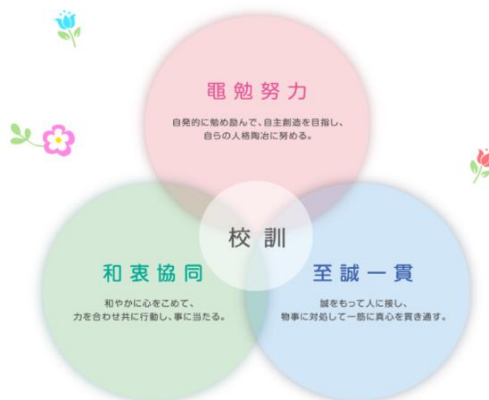 黽勉努力
自発的に勉め励んで、自主創造を目指し、
自らの人格陶冶に努める。
校訓
和衷協同
和やかに心をこめて、
力を合わせ共に行動し、事に当たる。
至誠一貫
誠をもって人に接し、
物事に対処して一筋に真心を貫き通す。